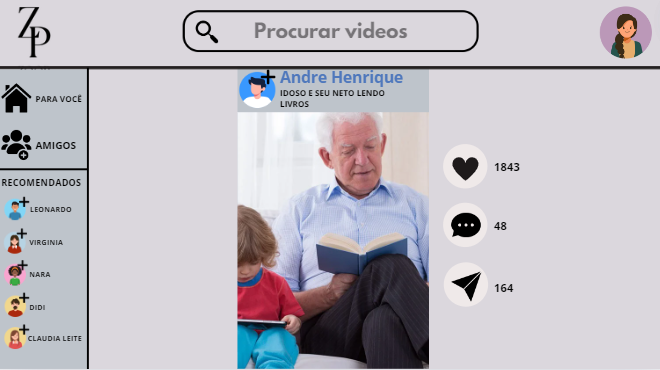 ZP
Procurar videos
PARA VOCÊ
AMIGOS
RECOMENDADOS
LEONARDO
VIRGINIA
NARA
DIDI
CLAUDIA LEITE
Andre Henrique
IDOSO E SEU NETO LENDO
LIVROS
1843
48
164